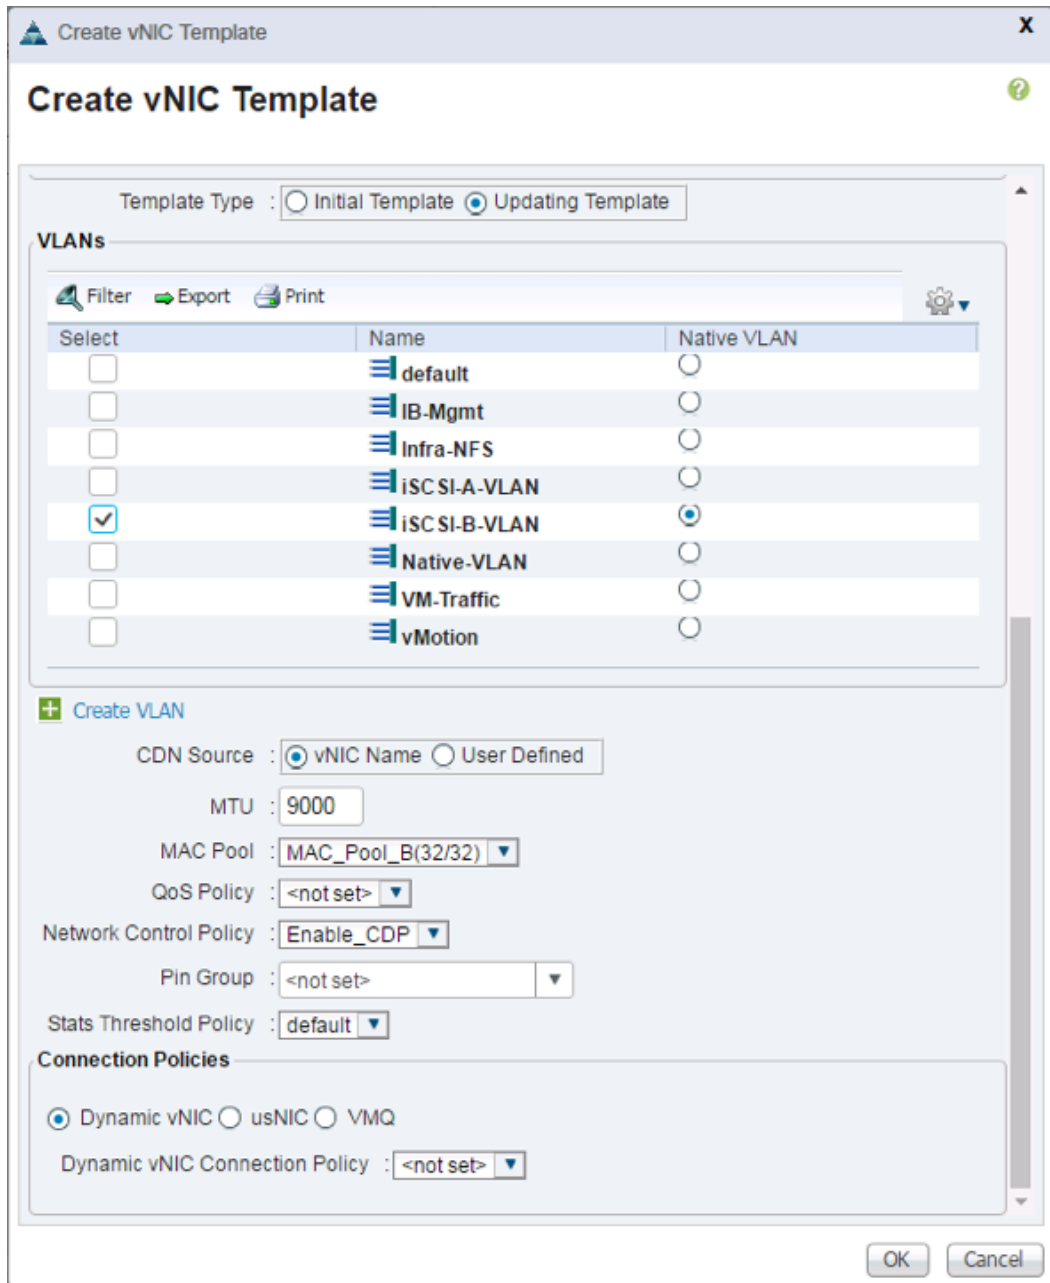 Create vNIC Template X
Create vNIC Template ?
Template Type : Initial Template Updating Template
VLANs
Filter Export Print
Select Name Native VLAN
default
IB-Mgmt
Infra-NFS
iSCSI-A-VLAN
iSCSI-B-VLAN
Native-VLAN
VM-Traffic
vMotion
Create VLAN
CDN Source : vNIC Name User Defined
MTU : 9000
MAC Pool : MAC_Pool_B(32/32)
QoS Policy : <not set>
Network Control Policy : Enable_CDP
Pin Group : <not set>
Stats Threshold Policy : default
Connection Policies
Dynamic vNIC usNIC VMQ
Dynamic vNIC Connection Policy : <not set>
OK Cancel